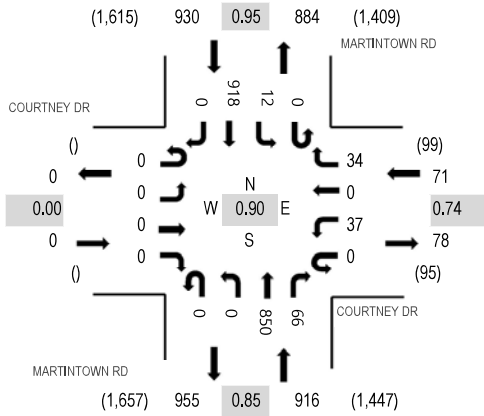 (1,615) 930 0.95 884 (1,409)
MARTINTOWN RD
COURTNEY DR
0 918 12 0
() 0 34 (99)
0 0 0 71
0.00 W N 0.90 S E 0.74
0 0 37 78
() 0 0 (95)
0 0 850 66
COURTNEY DR
MARTINTOWN RD
(1,657) 955 0.85 916 (1,447)